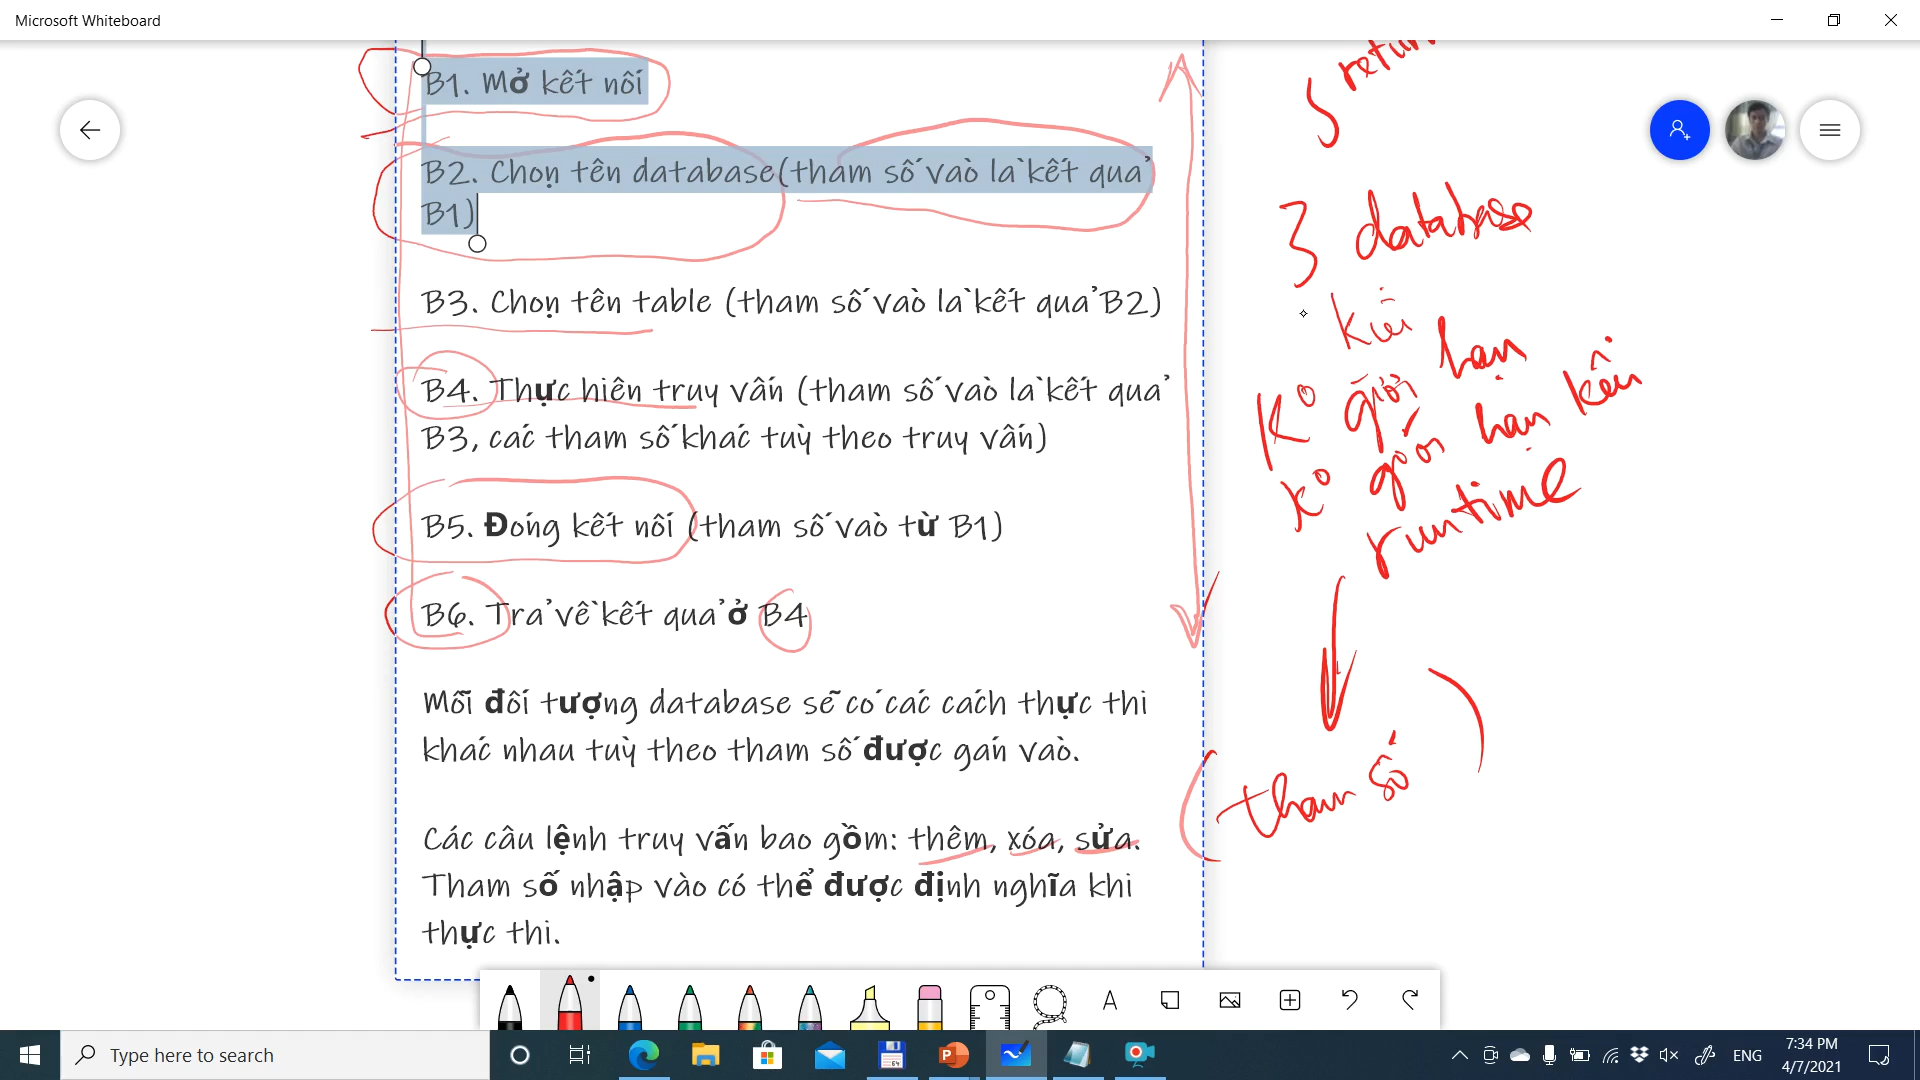 Microsoft Whiteboard
B1. Mở kết nối
B2. Chọn tên database(tham số vào là kết quả
B1)
B3. Chọn tên table (tham số vào là kết quả B2)
B4. Thực hiện truy vấn (tham số vào là kết quả
B3, các tham số khác tuỳ theo truy vấn)
B5. Đóng kết nối (tham số vào từ B1)
B6. Trả về kết quả ở B4
Mỗi đối tượng database sẽ có các cách thực thi
khác nhau tuỳ theo tham số được gán vào.
Các câu lệnh truy vấn bao gồm: thêm, xóa, sửa.
Tham số nhập vào có thể được định nghĩa khi
thực thi.
3 database
K° giới hạn
k° giới hạn kiểu
runtime
(tham số)
A
Type here to search
64
P
ENG
7:34 PM
4/7/2021